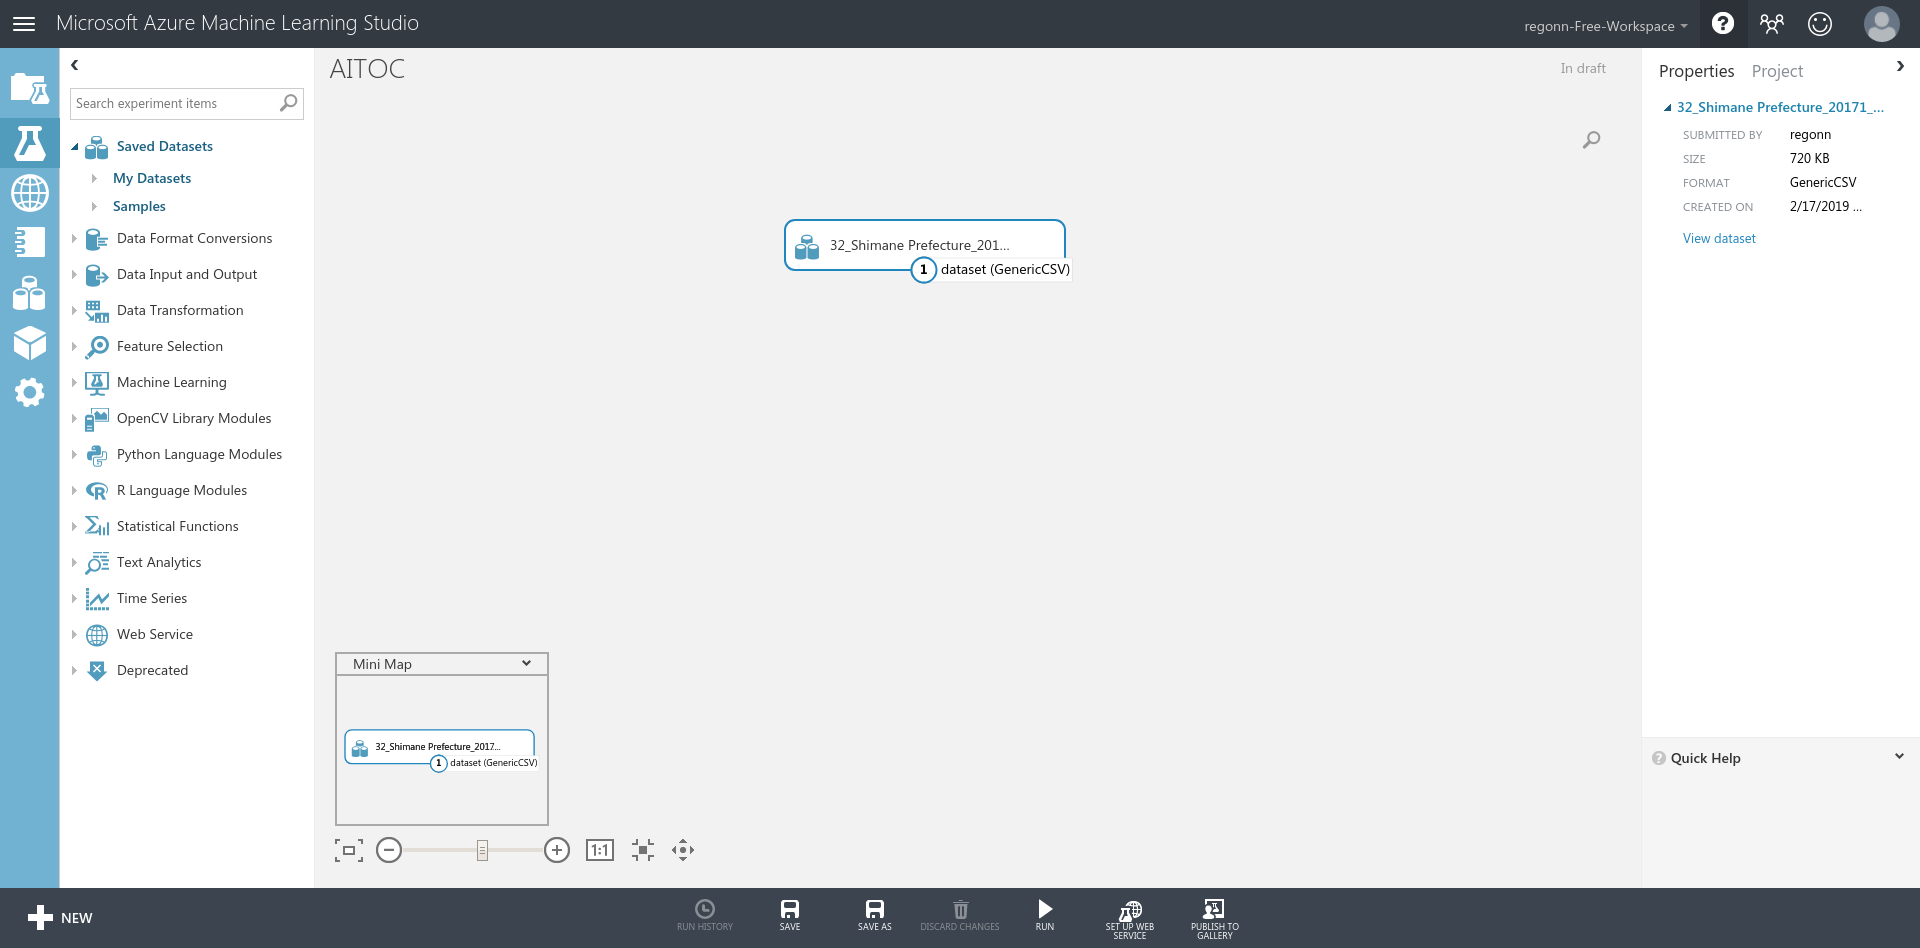 Microsoft Azure Machine Learning Studio
regonn-Free-Workspace
?
Search experiment items
Saved Datasets
My Datasets
Samples
Data Format Conversions
Data Input and Output
Data Transformation
Feature Selection
Machine Learning
OpenCV Library Modules
Python Language Modules
R Language Modules
Statistical Functions
Text Analytics
Time Series
Web Service
Deprecated
AITOC
In draft
32_Shimane Prefecture_201...
1 dataset (GenericCSV)
Mini Map
32_Shimane Prefecture_2017...
1 dataset (GenericCSV)
1:1
Properties Project
32_Shimane Prefecture_20171_...
SUBMITTED BY regonn
SIZE 720 KB
FORMAT GenericCSV
CREATED ON 2/17/2019 ...
View dataset
? Quick Help
NEW
RUN HISTORY
SAVE
SAVE AS
DISCARD CHANGES
RUN
SET UP WEB
SERVICE
PUBLISH TO
GALLERY